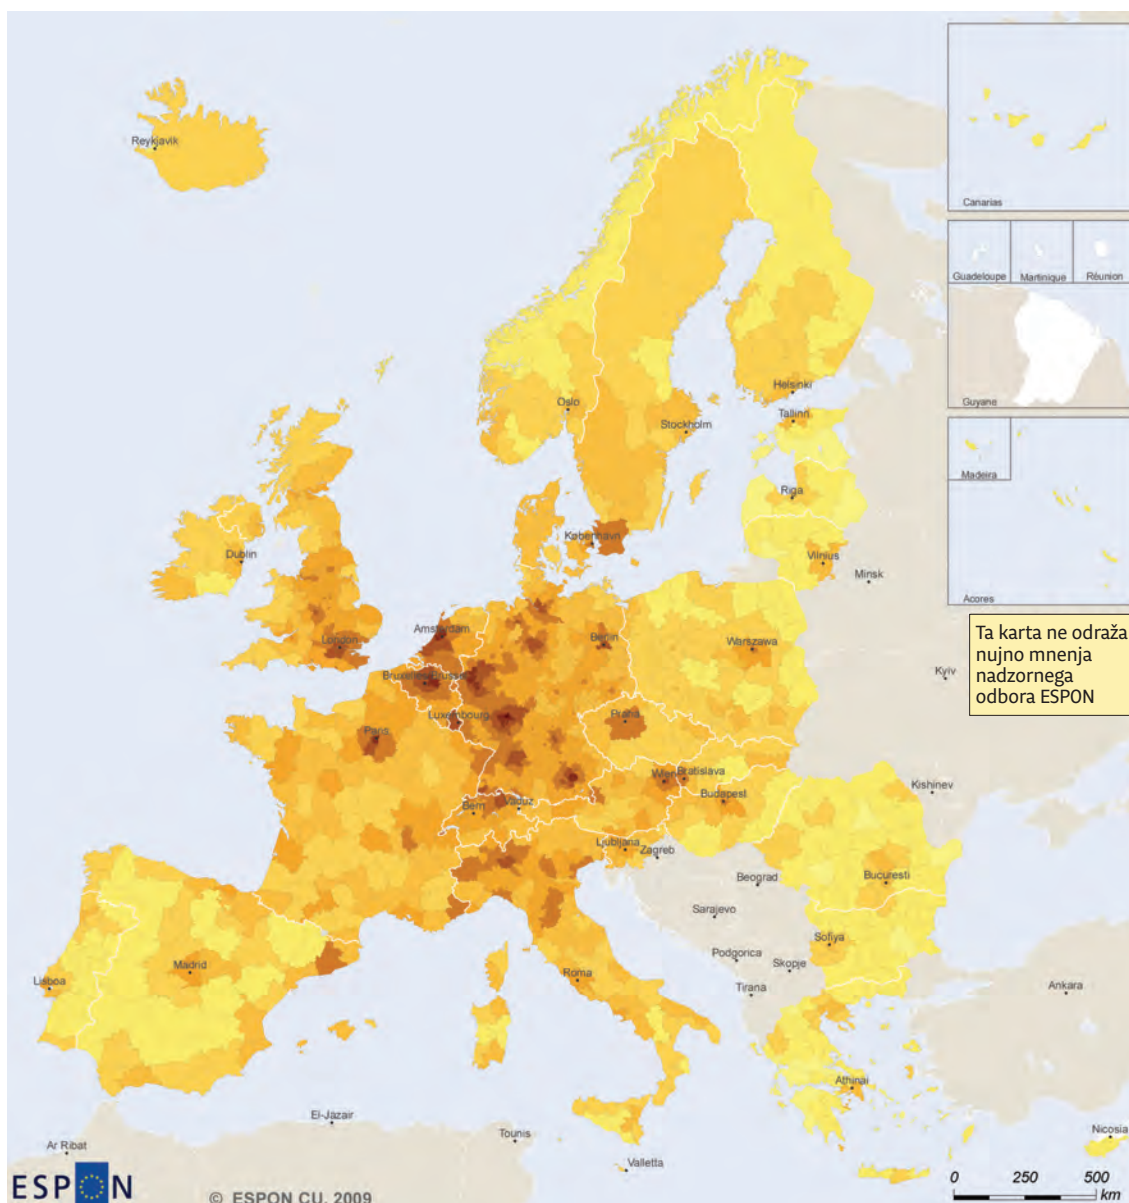 Reykjavik
Canarias
Guadeloupe
Martinique
Réunion
Guyane
Madeira
Acores
Oslo
Helsinki
Tallinn
Stockholm
Riga
København
Dublin
Vilnius
Minsk
Ta karta ne odraža
nujno mnenja
nadzornega
odbora ESPON
London
Amsterdam
Berlin
Warszawa
Kyiv
Luxembourg
Praha
Paris
Kishinev
Wien
Bratislava
Budapest
Bern
Vaduz
Ljubljana
Zagreb
Beograd
Bucuresti
Sarajevo
Sofiya
Podgorica
Skopje
Madrid
Roma
Lisboa
Tirana
Ankara
Athinai
El-Jazair
Tounis
Ar Ribat
Valletta
Nicosia
ESPON
© ESPON CU, 2009
0 250 500
km